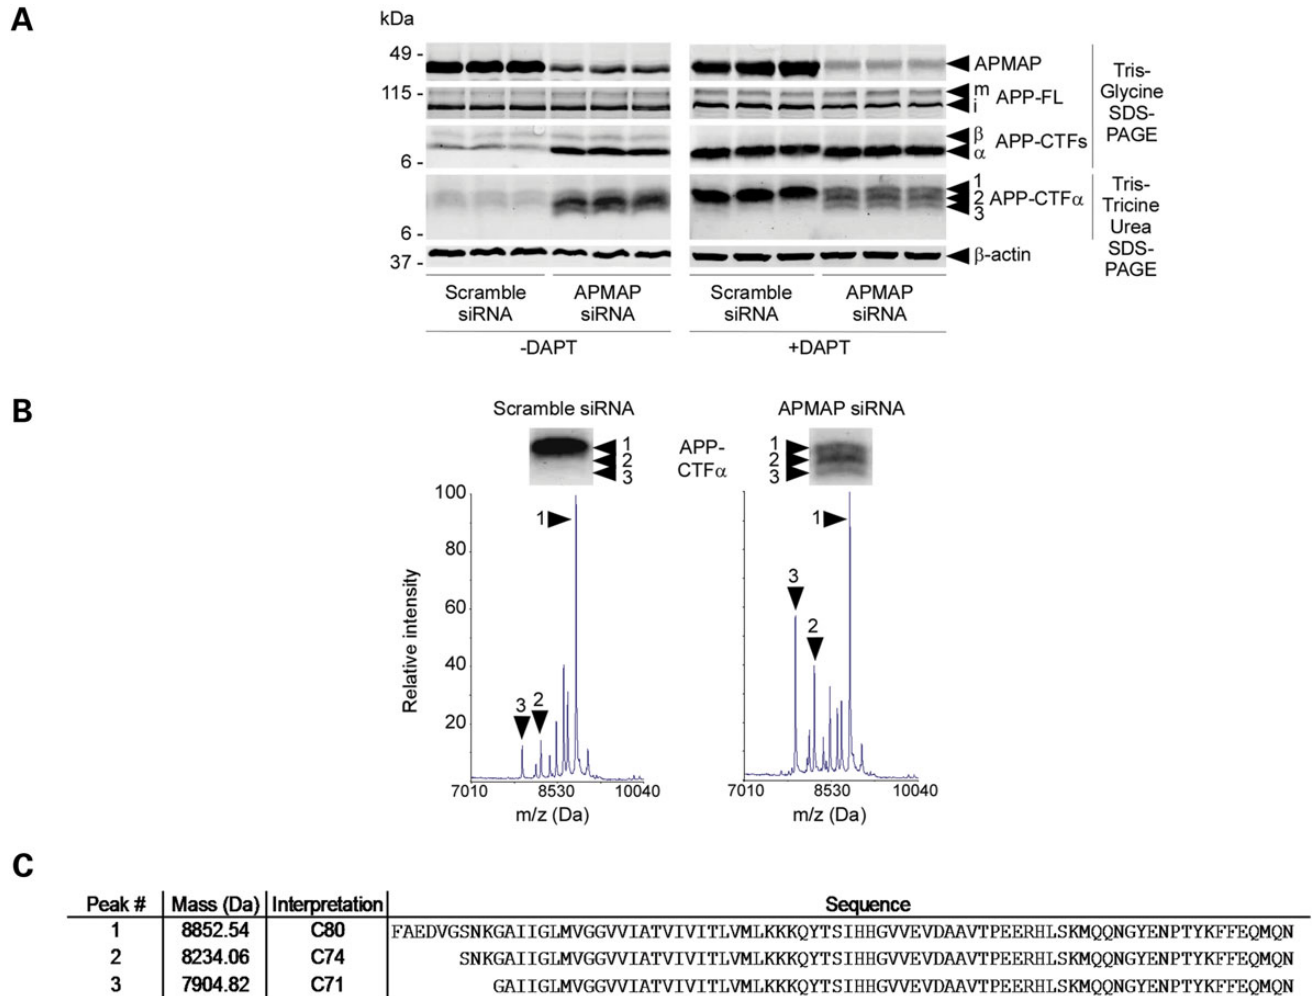 A
kDa
49 -
115 -
6 -
6 -
37 -
APMAP
m
i
APP-FL
β
α
APP-CTFs
1
2
3
APP-CTFα
β-actin
Tris-
Glycine
SDS-
PAGE
Tris-
Tricine
Urea
SDS-
PAGE
Scramble siRNA
APMAP siRNA
Scramble siRNA
APMAP siRNA
-DAPT
+DAPT
B
Scramble siRNA
APMAP siRNA
1
2
3
APP-
CTFα
1
2
3
Relative intensity
100
80
60
40
20
1
3
2
7010 8530 10040
m/z (Da)
1
3
2
7010 8530 10040
m/z (Da)
C
Peak # Mass (Da) Interpretation Sequence
1 8852.54 C80 FAEDVGSNKGAIIGLMVGGVVIATVIVITLVMLKKKQYTSIHHGVVEVDAAVTPEERHLSKMQQNGYENPTYKFFEQMQN
2 8234.06 C74 SNKGAIIGLMVGGVVIATVIVITLVMLKKKQYTSIHHGVVEVDAAVTPEERHLSKMQQNGYENPTYKFFEQMQN
3 7904.82 C71 GAIIGLMVGGVVIATVIVITLVMLKKKQYTSIHHGVVEVDAAVTPEERHLSKMQQNGYENPTYKFFEQMQN